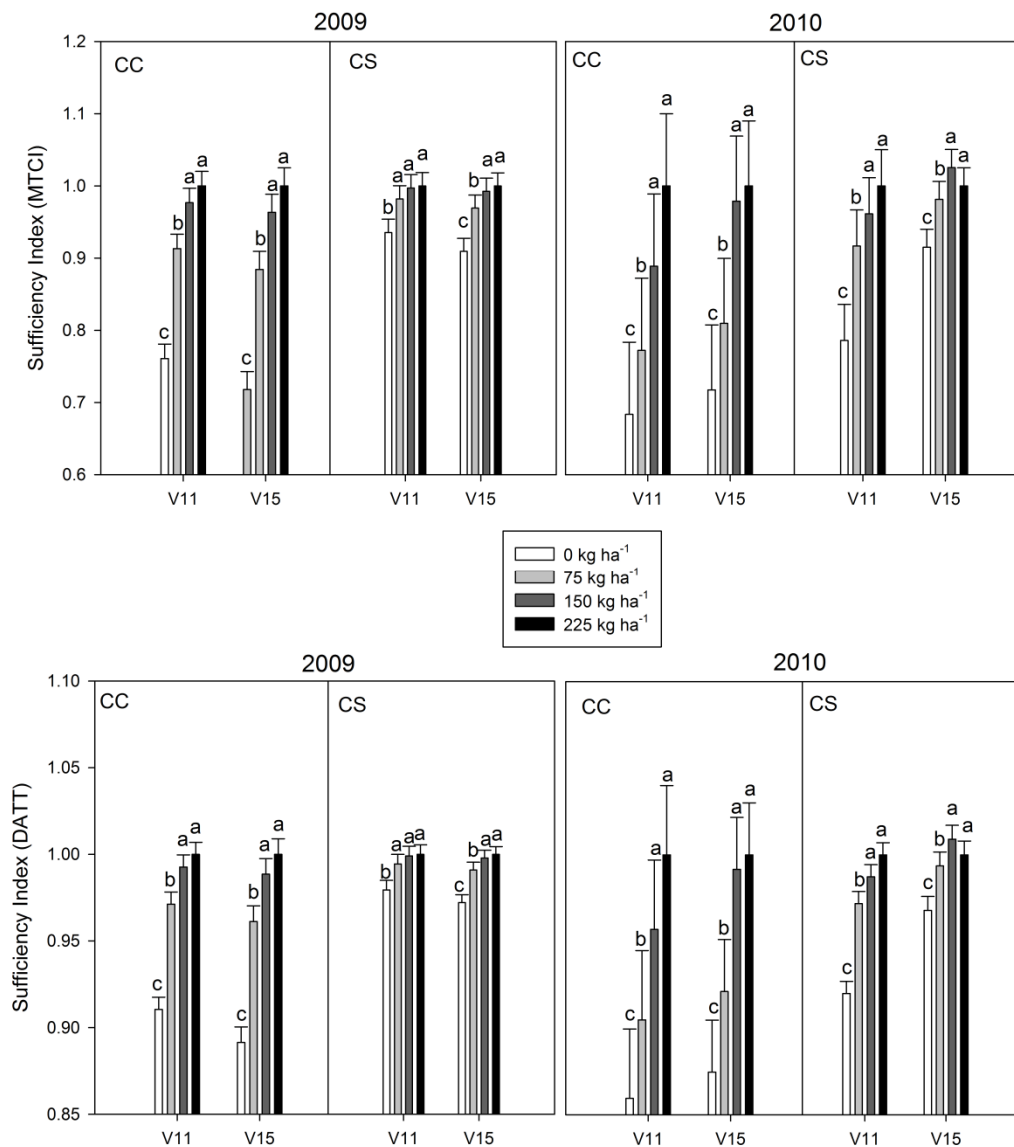 2009 2010
1.2
CC CS CC CS
1.1
1.0
0.9
0.8
0.7
0.6
Sufficiency Index (MTCI)
c b a a c b a a b a a a c b a a c b a a c b a a c b a a c b a a
V11 V15 V11 V15 V11 V15 V11 V15
0 kg ha⁻¹
75 kg ha⁻¹
150 kg ha⁻¹
225 kg ha⁻¹
2009 2010
1.10
CC CS CC CS
1.05
1.00
0.95
0.90
0.85
Sufficiency Index (DATT)
c b a a c b a a b a a a c b a a c b a a c b a a c b a a c b a a
V11 V15 V11 V15 V11 V15 V11 V15